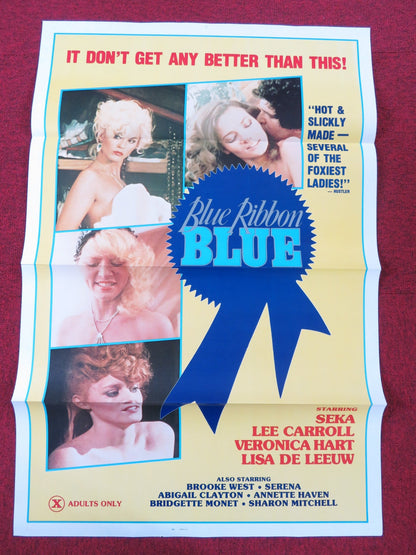 IT DON'T GET ANY BETTER THAN THIS!
"HOT &
SLICKLY
MADE —
SEVERAL
OF THE
FOXIEST
LADIES!"
— HUSTLER
Blue Ribbon
BLUE
STARRING
SEKA
LEE CARROLL
VERONICA HART
LISA DE LEEUW
ALSO STARRING
BROOKE WEST • SERENA
ABIGAIL CLAYTON • ANNETTE HAVEN
BRIDGETTE MONET • SHARON MITCHELL
X ADULTS ONLY